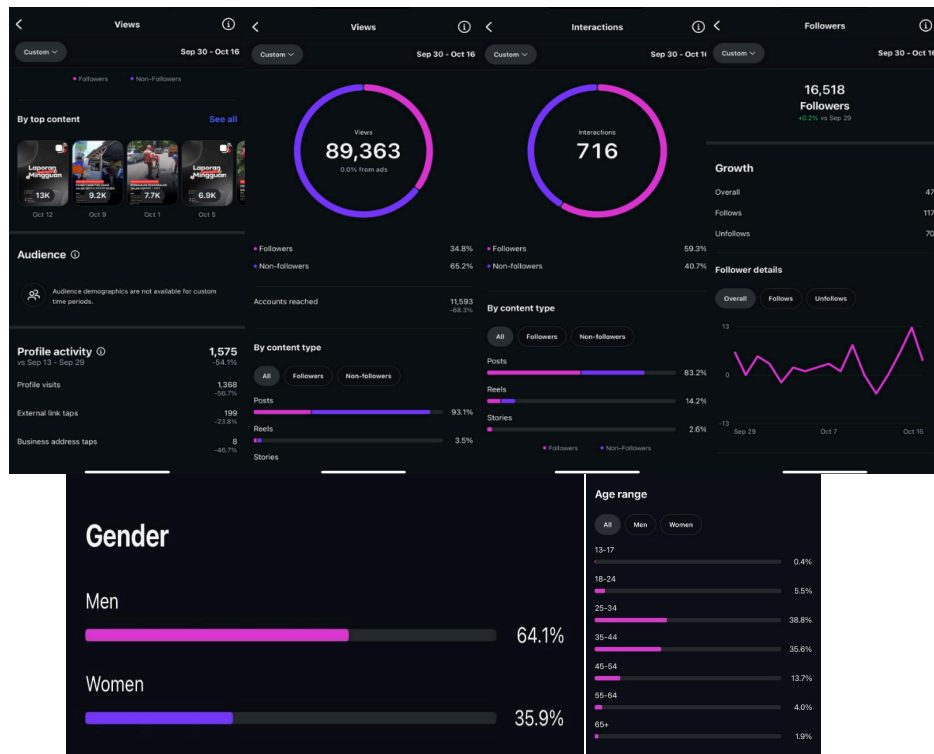 Views
Custom
Sep 30 - Oct 16
Followers Non-Followers
By top content See all
Laporan Mingguan
Laporan Mingguan
13K 9.2K 7.7K 6.9K
Oct 12 Oct 9 Oct 1 Oct 5
Audience
Audience demographics are not available for custom
time periods.
Profile activity 1,575
vs Sep 13 - Sep 29 -54.1%
Profile visits 1,368
-56.7%
External link taps 199
-23.8%
Business address taps 8
-46.7%
Views
Custom
Sep 30 - Oct 16
Views
89,363
0.0% from ads
Followers 34.8%
Non-followers 65.2%
Accounts reached 11,593
-68.3%
By content type
All Followers Non-followers
Posts
93.1%
Reels
3.5%
Stories
Interactions
Custom
Sep 30 - Oct 16
Interactions
716
Followers 59.3%
Non-followers 40.7%
By content type
All Followers Non-followers
Posts
83.2%
Reels
14.2%
Stories
2.6%
Followers Non-Followers
Followers
Custom
Sep 30 - Oct 16
16,518
Followers
+0.2% vs Sep 29
Growth
Overall 47
Follows 117
Unfollows 70
Follower details
Overall Follows Unfollows
13
0
-13
Sep 29 Oct 7 Oct 15
Gender
Men
64.1%
Women
35.9%
Age range
All Men Women
13-17
0.4%
18-24
5.5%
25-34
38.8%
35-44
35.6%
45-54
13.7%
55-64
4.0%
65+
1.9%